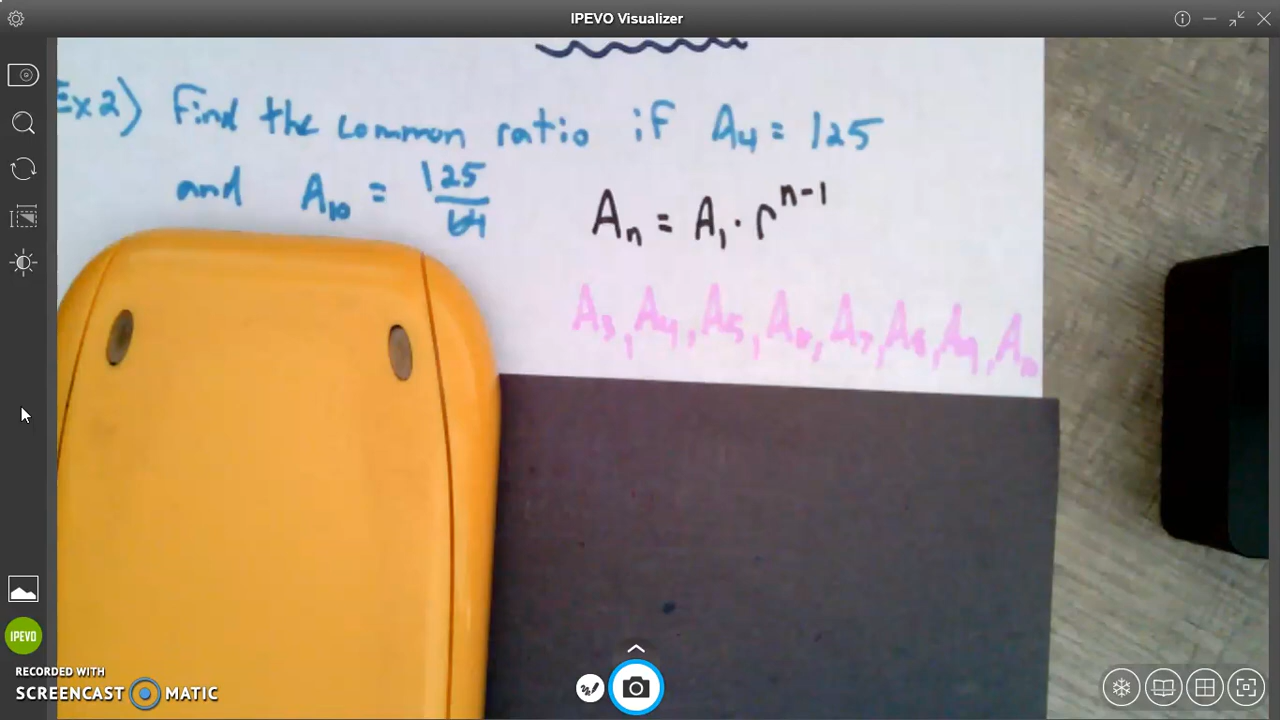 IPEVO Visualizer
Ex2) Find the common ratio if A₄ = 125
and A₁₀ = 125/64 Aₙ = A₁ · rⁿ⁻¹
A₃, A₄, A₅, A₆, A₇, A₈, A₉, A₁₀
IPEVO
RECORDED WITH
SCREENCAST MATIC